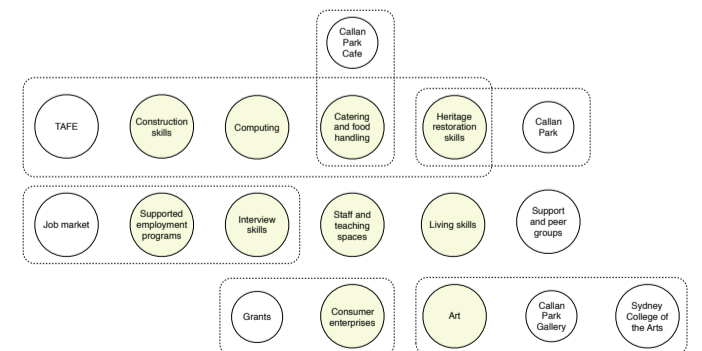 Callan
Park
Cafe
TAFE
Construction
skills
Computing
Catering
and food
handling
Heritage
restoration
skills
Callan
Park
Job market
Supported
employment
programs
Interview
skills
Staff and
teaching
spaces
Living skills
Support
and peer
groups
Grants
Consumer
enterprises
Art
Callan
Park
Gallery
Sydney
College of
the Arts